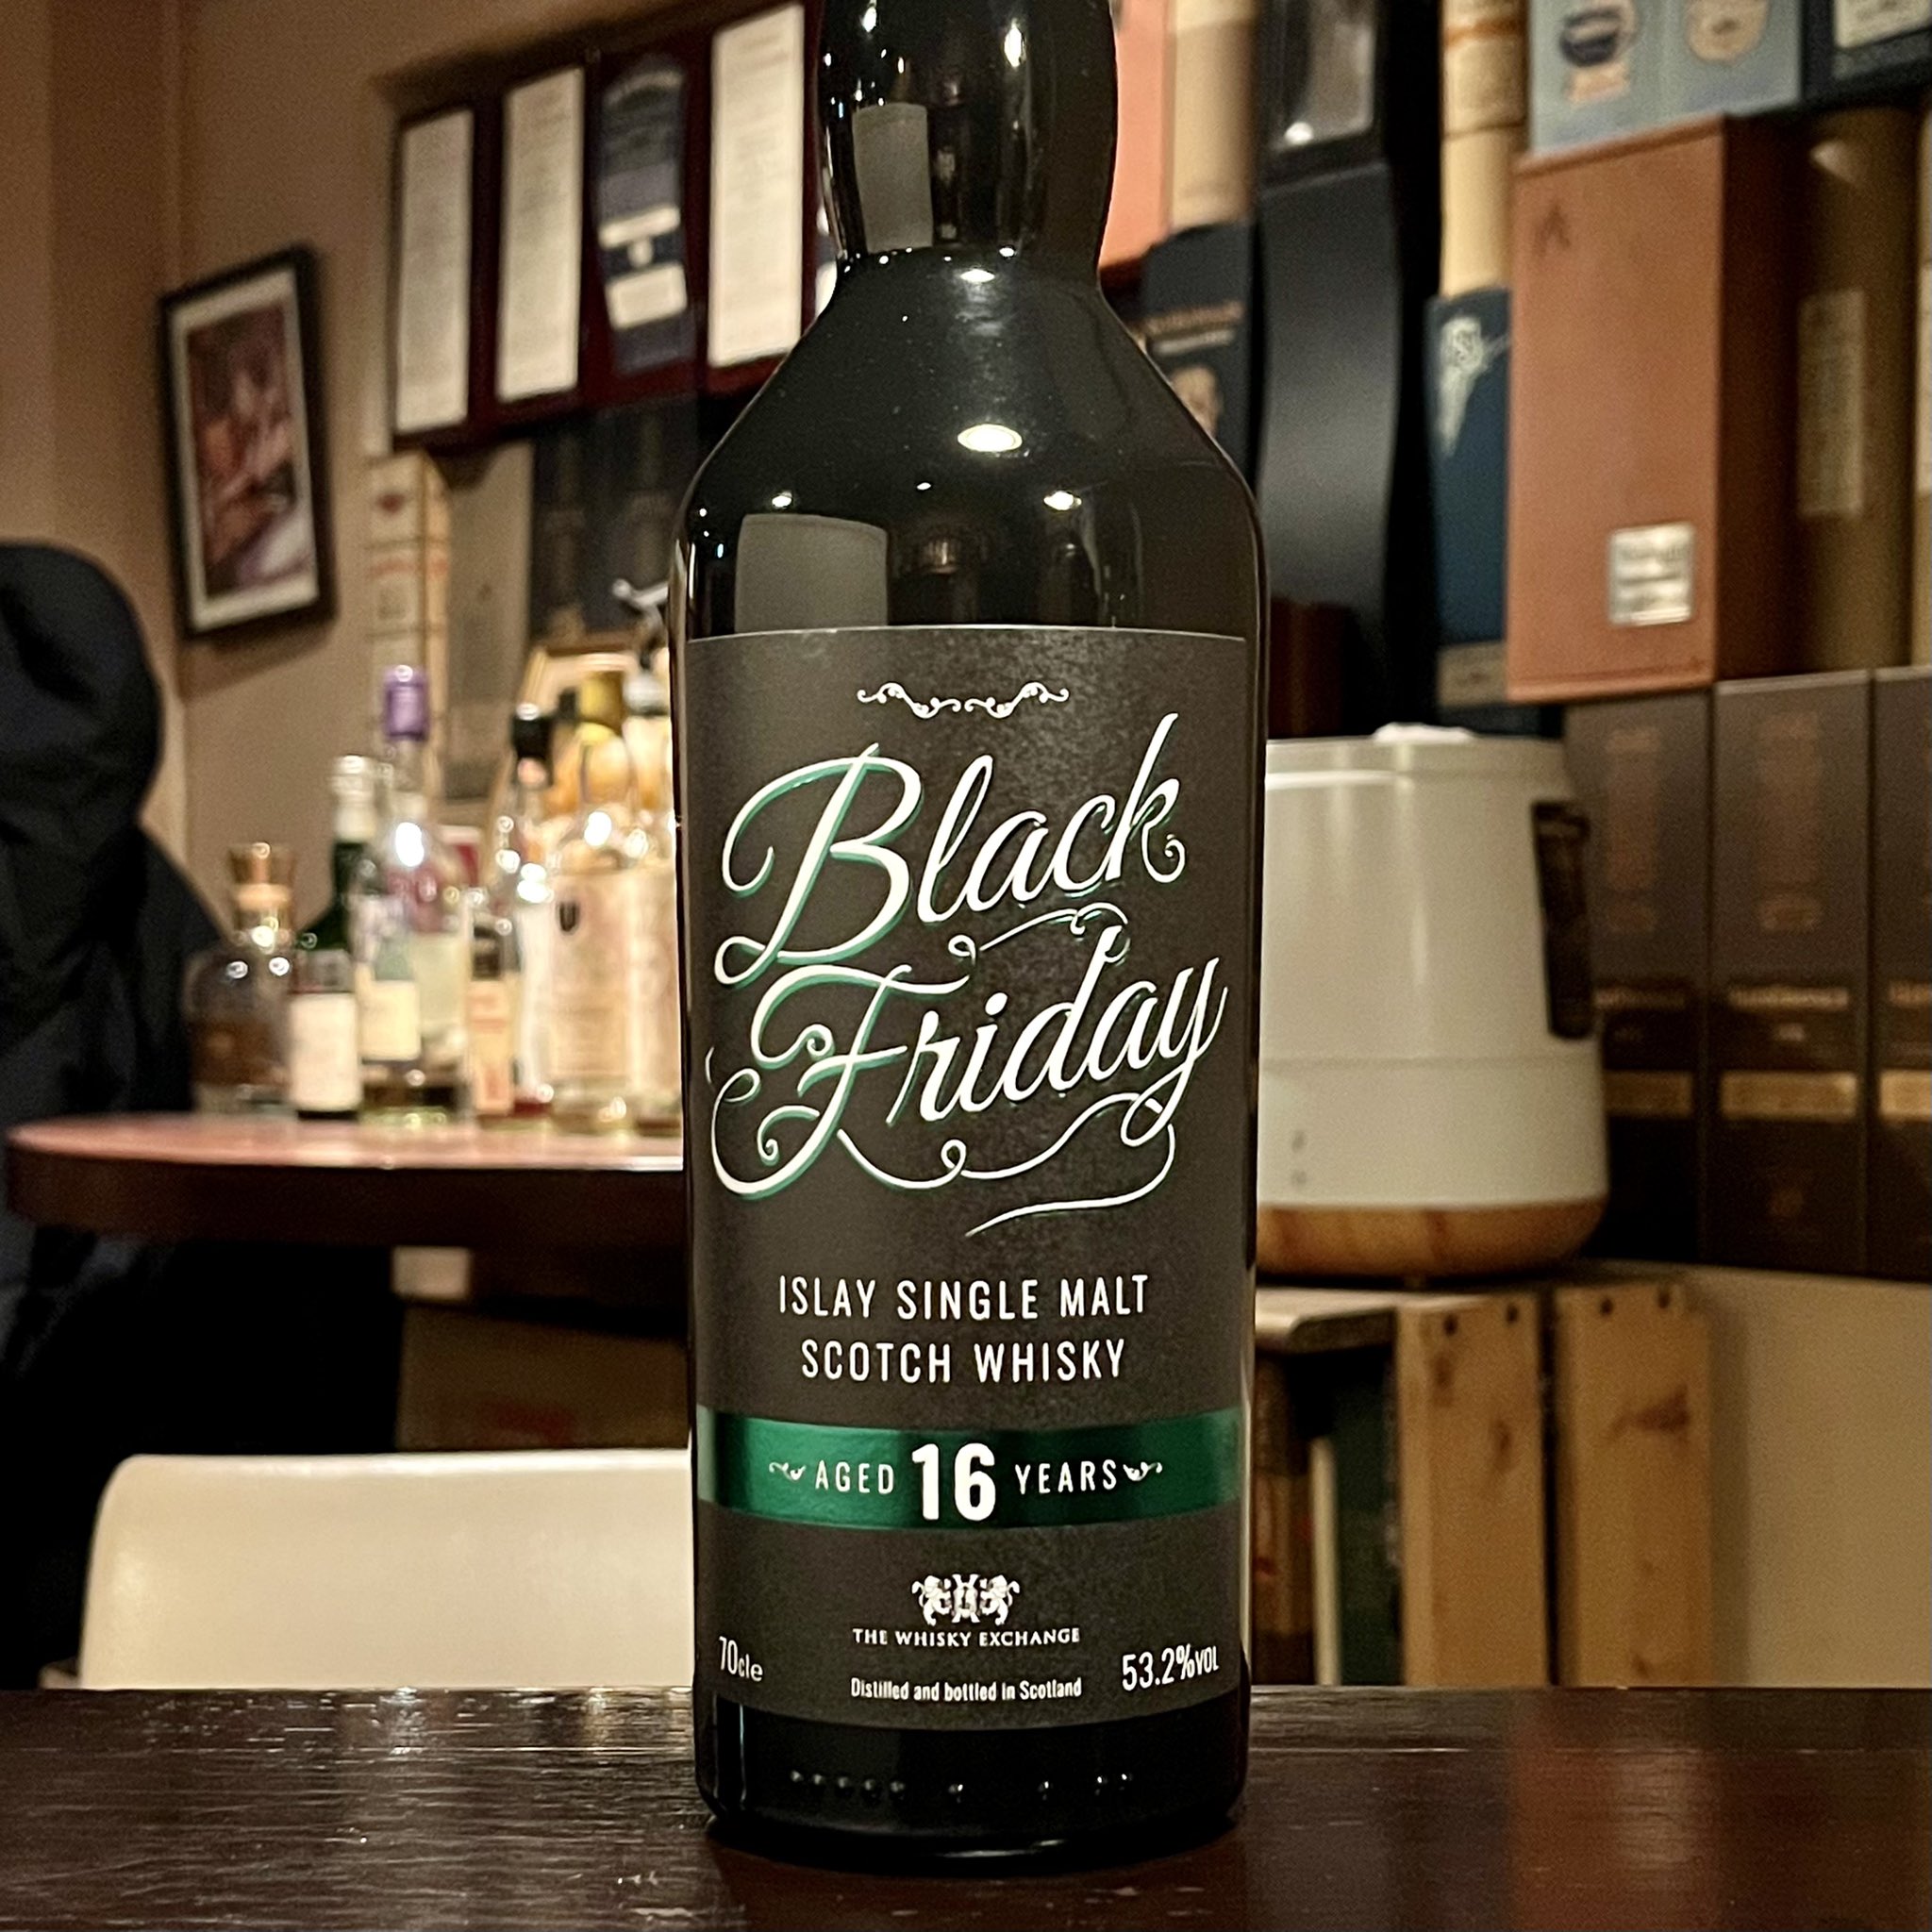 Black
Friday
ISLAY SINGLE MALT
SCOTCH WHISKY
AGED 16 YEARS
THE WHISKY EXCHANGE
70cle
Distilled and bottled in Scotland
53.2%VOL